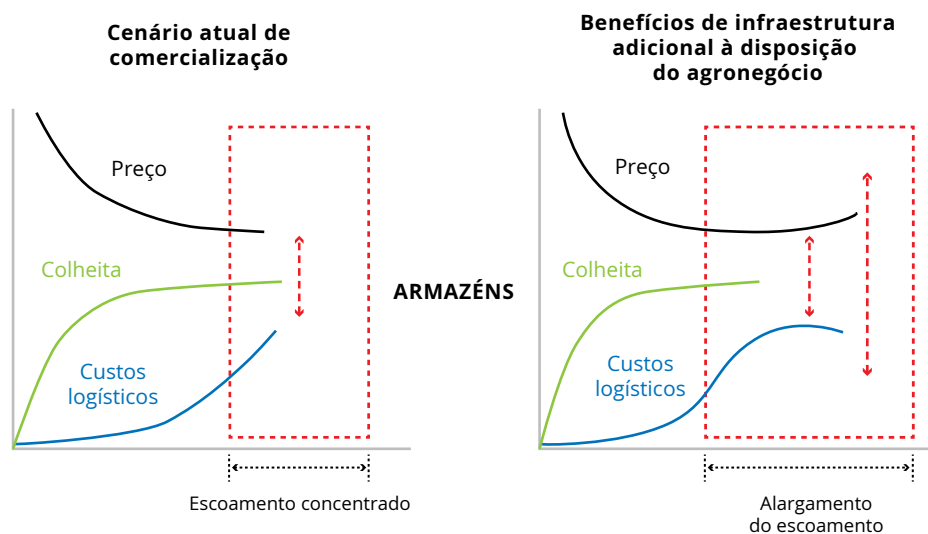 Cenário atual de
comercialização
Preço
Colheita
Custos
logísticos
Escoamento concentrado
ARMAZÉNS
Benefícios de infraestrutura
adicional à disposição
do agronegócio
Preço
Colheita
Custos
logísticos
Alargamento
do escoamento